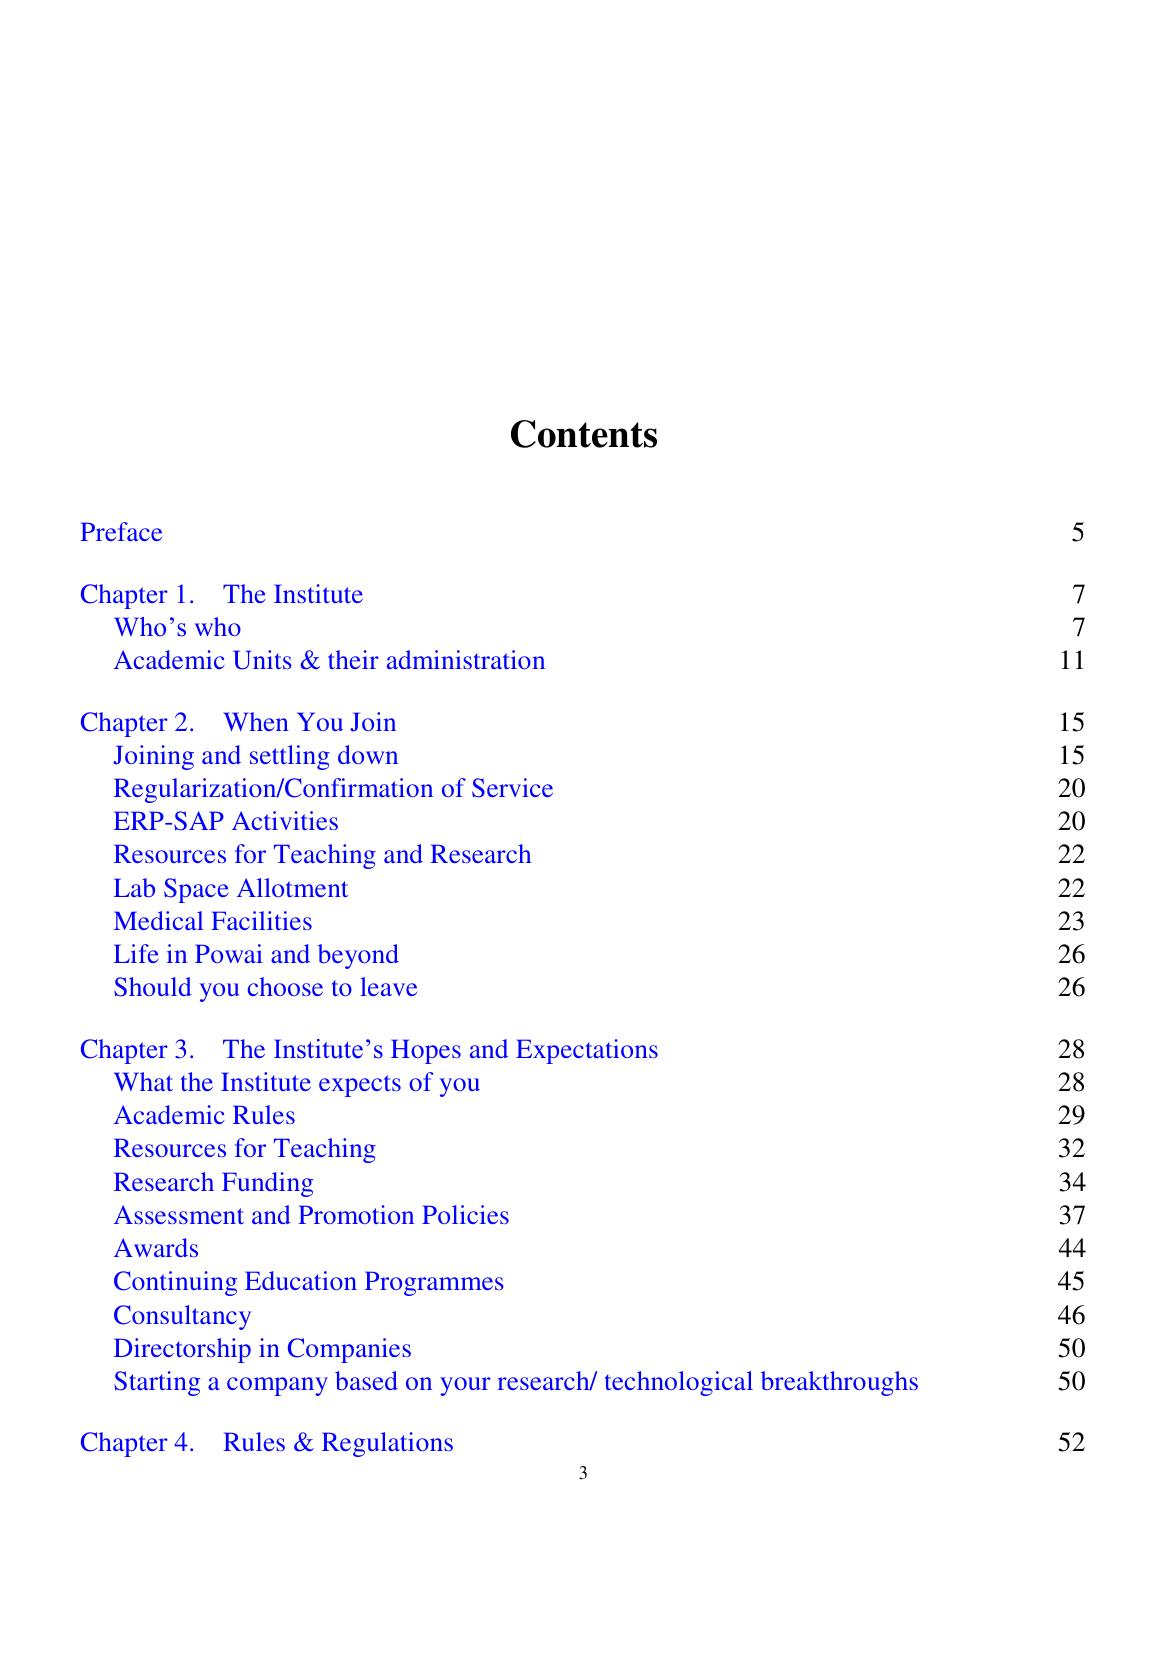 Contents
Preface 5
Chapter 1. The Institute 7
Who's who 7
Academic Units & their administration 11
Chapter 2. When You Join 15
Joining and settling down 15
Regularization/Confirmation of Service 20
ERP-SAP Activities 20
Resources for Teaching and Research 22
Lab Space Allotment 22
Medical Facilities 23
Life in Powai and beyond 26
Should you choose to leave 26
Chapter 3. The Institute's Hopes and Expectations 28
What the Institute expects of you 28
Academic Rules 29
Resources for Teaching 32
Research Funding 34
Assessment and Promotion Policies 37
Awards 44
Continuing Education Programmes 45
Consultancy 46
Directorship in Companies 50
Starting a company based on your research/ technological breakthroughs 50
Chapter 4. Rules & Regulations 52
3